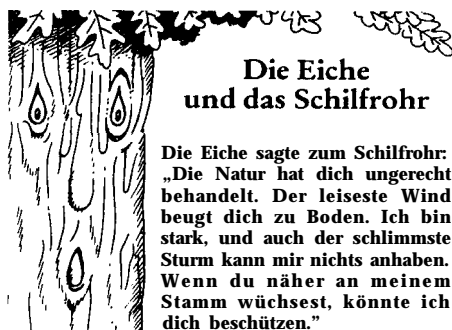 Die Eiche
und das Schilfrohr
Die Eiche sagte zum Schilfrohr:
„Die Natur hat dich ungerecht
behandelt. Der leiseste Wind
beugt dich zu Boden. Ich bin
stark, und auch der schlimmste
Sturm kann mir nichts anhaben.
Wenn du näher an meinem
Stamm wüchsest, könnte ich
dich beschützen.”